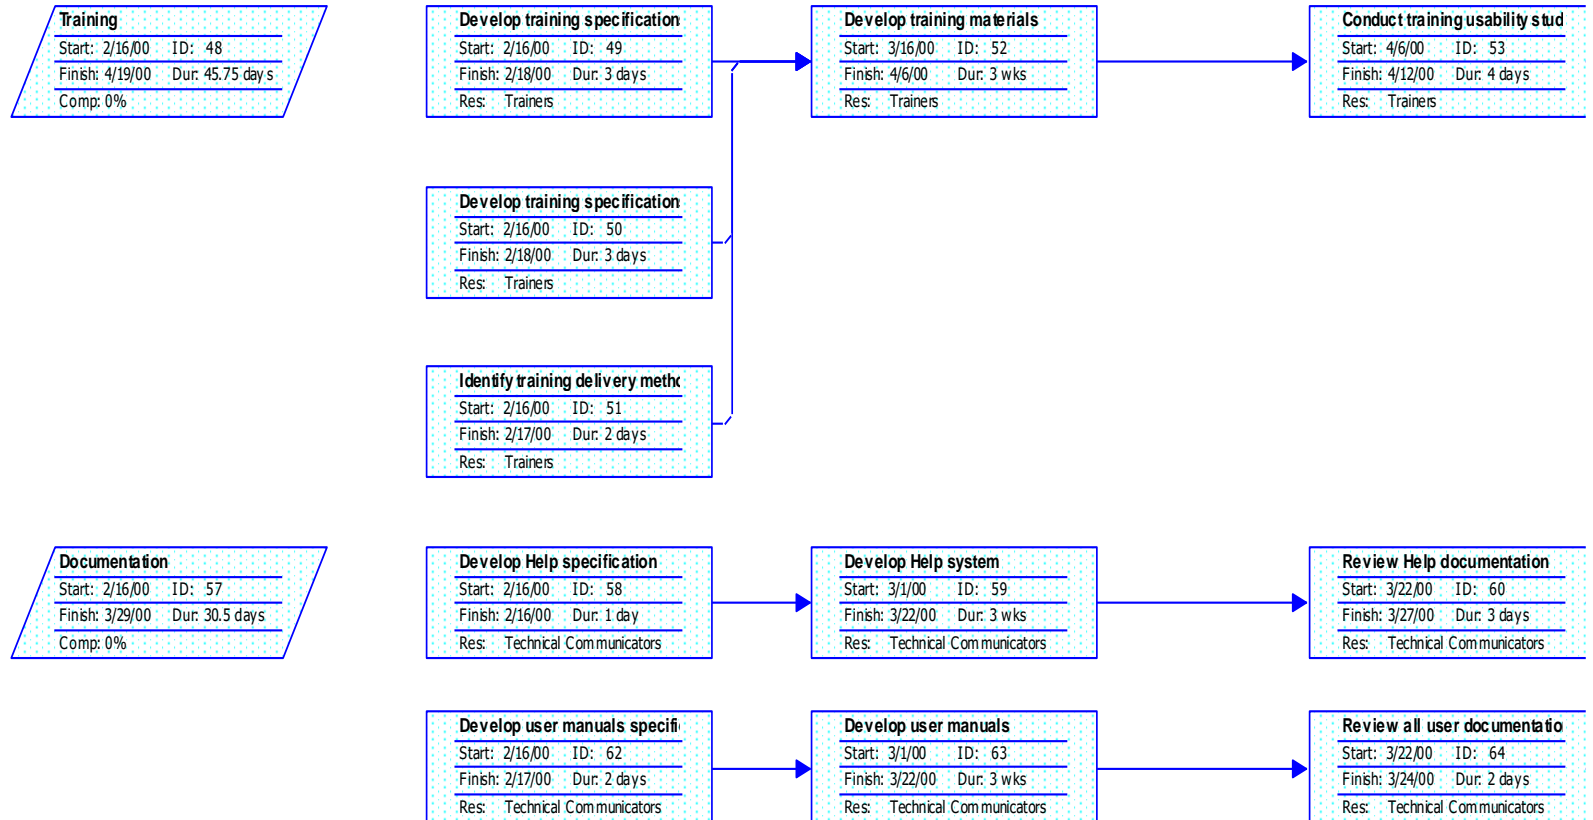 Training
Start: 2/16/00 ID: 48
Finish: 4/19/00 Dur: 45.75 days
Comp: 0%
Develop training specification
Start: 2/16/00 ID: 49
Finish: 2/18/00 Dur: 3 days
Res: Trainers
Develop training materials
Start: 3/16/00 ID: 52
Finish: 4/6/00 Dur: 3 wks
Res: Trainers
Conduct training usability stud
Start: 4/6/00 ID: 53
Finish: 4/12/00 Dur: 4 days
Res: Trainers
Develop training specification
Start: 2/16/00 ID: 50
Finish: 2/18/00 Dur: 3 days
Res: Trainers
Identify training delivery metho
Start: 2/16/00 ID: 51
Finish: 2/17/00 Dur: 2 days
Res: Trainers
Documentation
Start: 2/16/00 ID: 57
Finish: 3/29/00 Dur: 30.5 days
Comp: 0%
Develop Help specification
Start: 2/16/00 ID: 58
Finish: 2/16/00 Dur: 1 day
Res: Technical Communicators
Develop Help system
Start: 3/1/00 ID: 59
Finish: 3/22/00 Dur: 3 wks
Res: Technical Communicators
Review Help documentation
Start: 3/22/00 ID: 60
Finish: 3/27/00 Dur: 3 days
Res: Technical Communicators
Develop user manuals specifi
Start: 2/16/00 ID: 62
Finish: 2/17/00 Dur: 2 days
Res: Technical Communicators
Develop user manuals
Start: 3/1/00 ID: 63
Finish: 3/22/00 Dur: 3 wks
Res: Technical Communicators
Review all user documentatio
Start: 3/22/00 ID: 64
Finish: 3/24/00 Dur: 2 days
Res: Technical Communicators